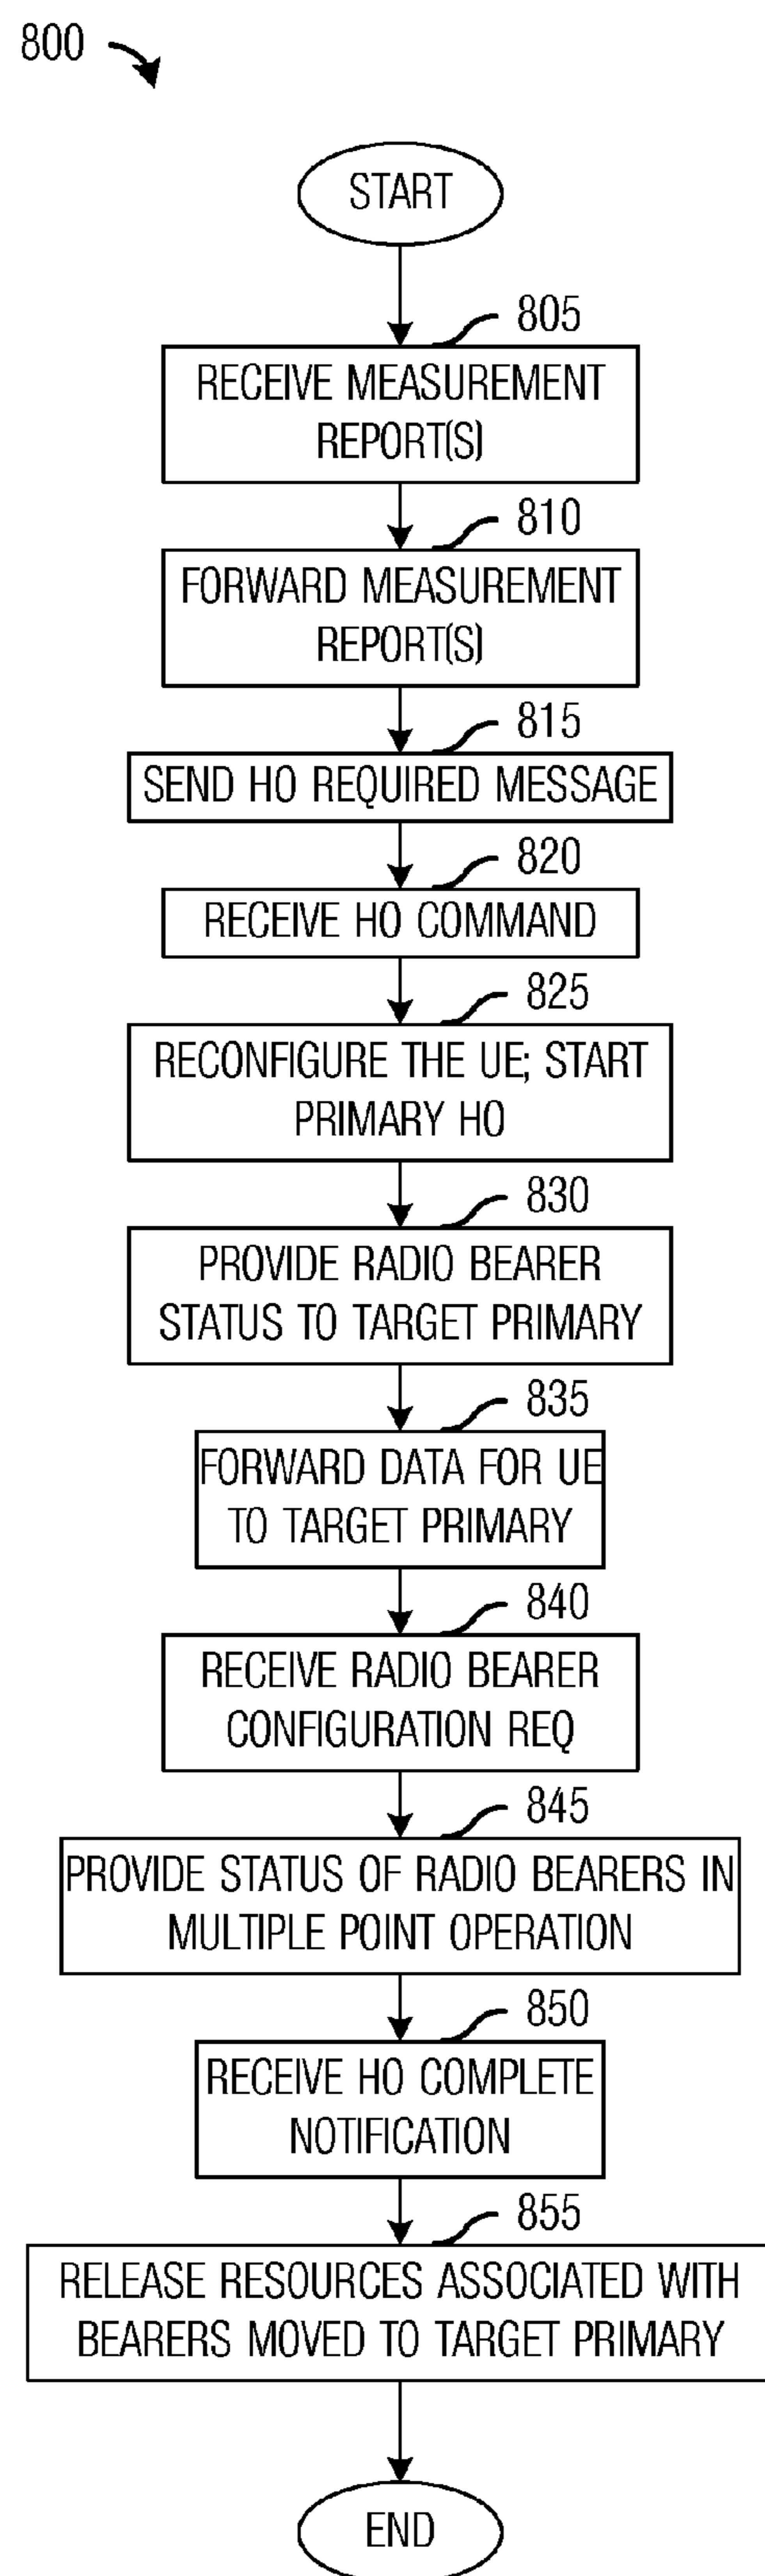 800
START
805
RECEIVE MEASUREMENT
REPORT(S)
810
FORWARD MEASUREMENT
REPORT(S)
815
SEND HO REQUIRED MESSAGE
820
RECEIVE HO COMMAND
825
RECONFIGURE THE UE; START
PRIMARY HO
830
PROVIDE RADIO BEARER
STATUS TO TARGET PRIMARY
835
FORWARD DATA FOR UE
TO TARGET PRIMARY
840
RECEIVE RADIO BEARER
CONFIGURATION REQ
845
PROVIDE STATUS OF RADIO BEARERS IN
MULTIPLE POINT OPERATION
850
RECEIVE HO COMPLETE
NOTIFICATION
855
RELEASE RESOURCES ASSOCIATED WITH
BEARERS MOVED TO TARGET PRIMARY
END